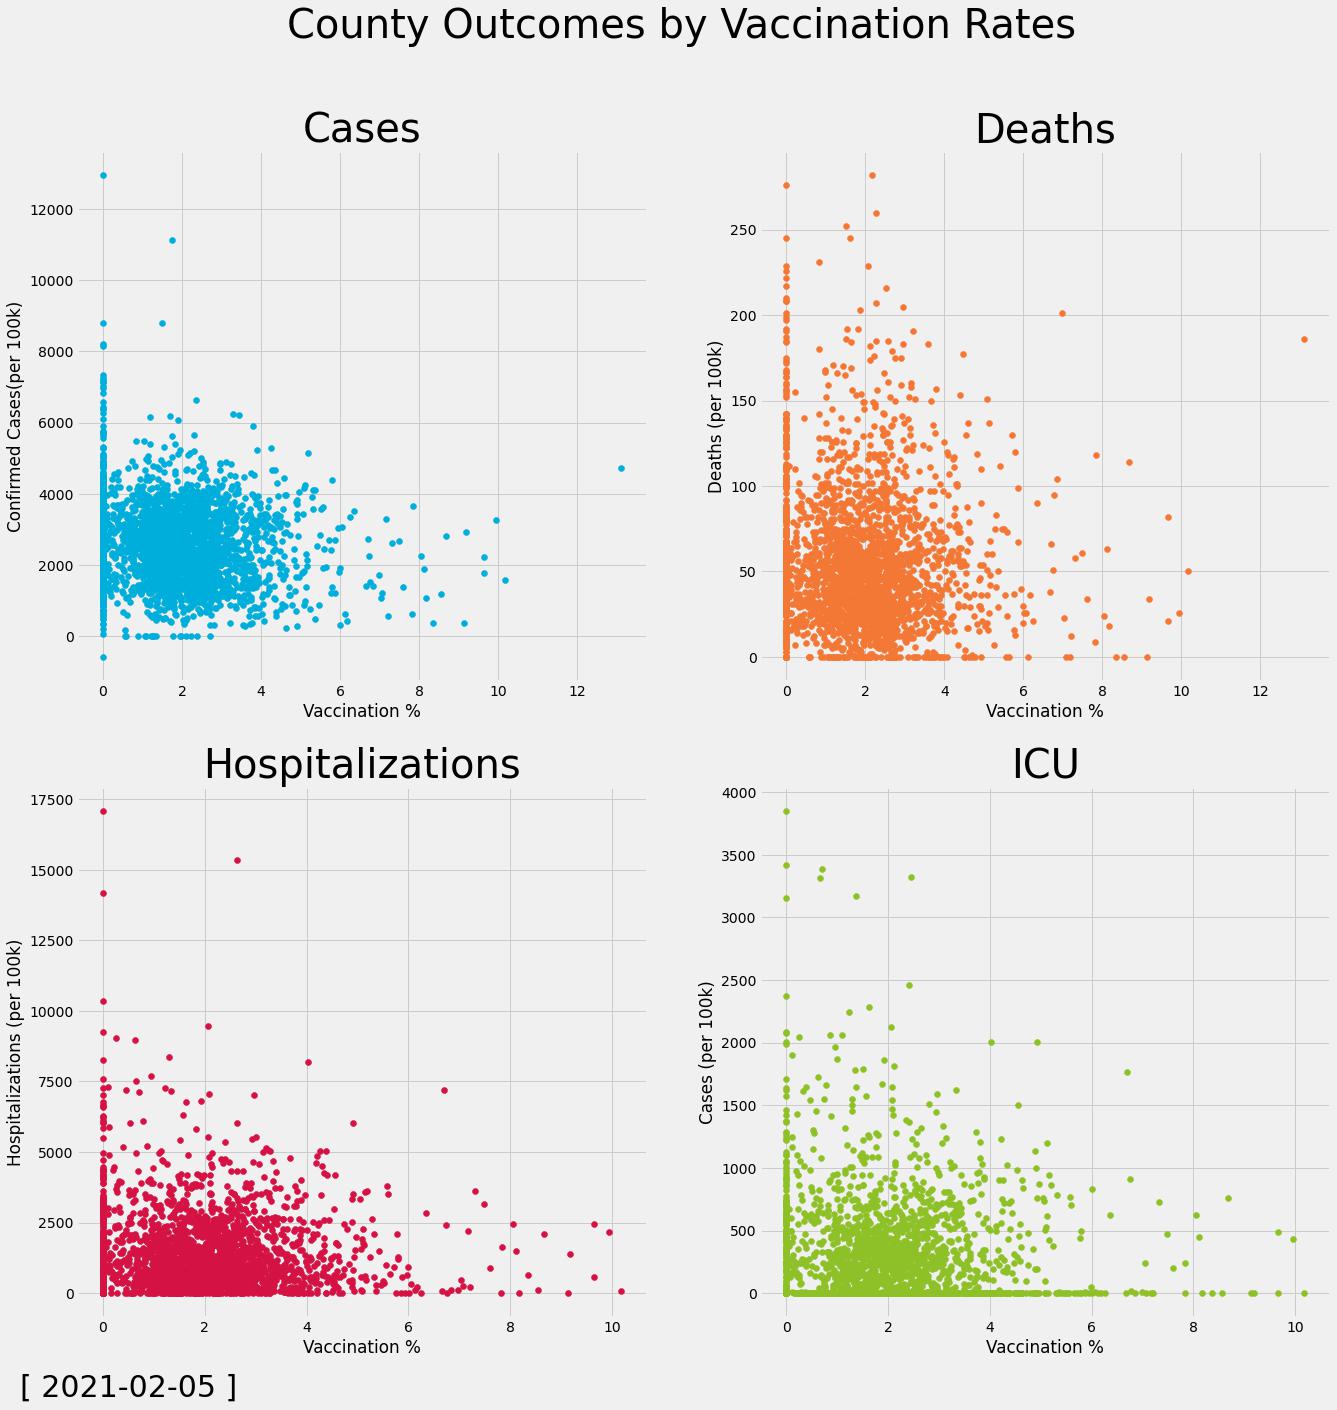 County Outcomes by Vaccination Rates
Cases
Confirmed Cases(per 100k)
12000
10000
8000
6000
4000
2000
0
0 2 4 6 8 10 12
Vaccination %
Deaths
Deaths (per 100k)
250
200
150
100
50
0
0 2 4 6 8 10 12
Vaccination %
Hospitalizations
Hospitalizations (per 100k)
17500
15000
12500
10000
7500
5000
2500
0
0 2 4 6 8 10
Vaccination %
ICU
Cases (per 100k)
4000
3500
3000
2500
2000
1500
1000
500
0
0 2 4 6 8 10
Vaccination %
[ 2021-02-05 ]